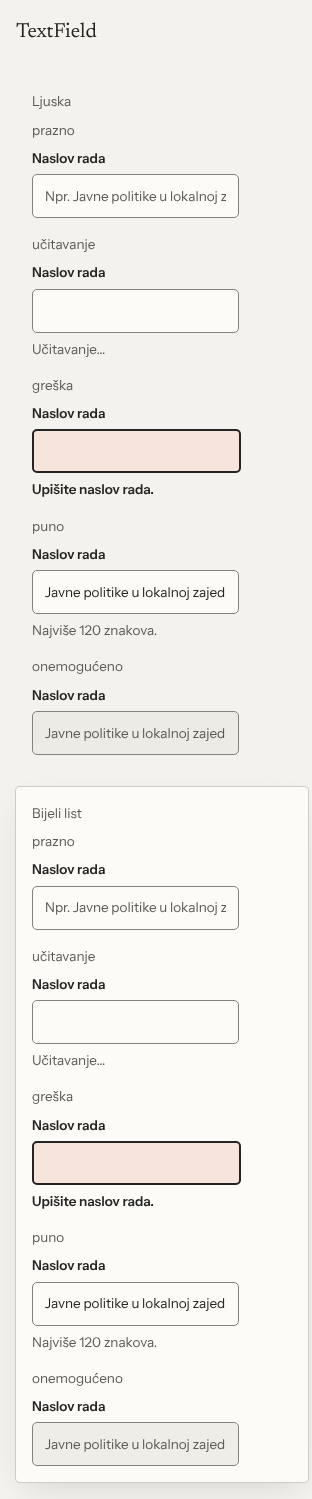 TextField
Ljuska
prazno
Naslov rada
Npr. Javne politike u lokalnoj z
učitavanje
Naslov rada
Učitavanje…
greška
Naslov rada
Upišite naslov rada.
puno
Naslov rada
Javne politike u lokalnoj zajed
Najviše 120 znakova.
onemogućeno
Naslov rada
Javne politike u lokalnoj zajed
Bijeli list
prazno
Naslov rada
Npr. Javne politike u lokalnoj z
učitavanje
Naslov rada
Učitavanje…
greška
Naslov rada
Upišite naslov rada.
puno
Naslov rada
Javne politike u lokalnoj zajed
Najviše 120 znakova.
onemogućeno
Naslov rada
Javne politike u lokalnoj zajed